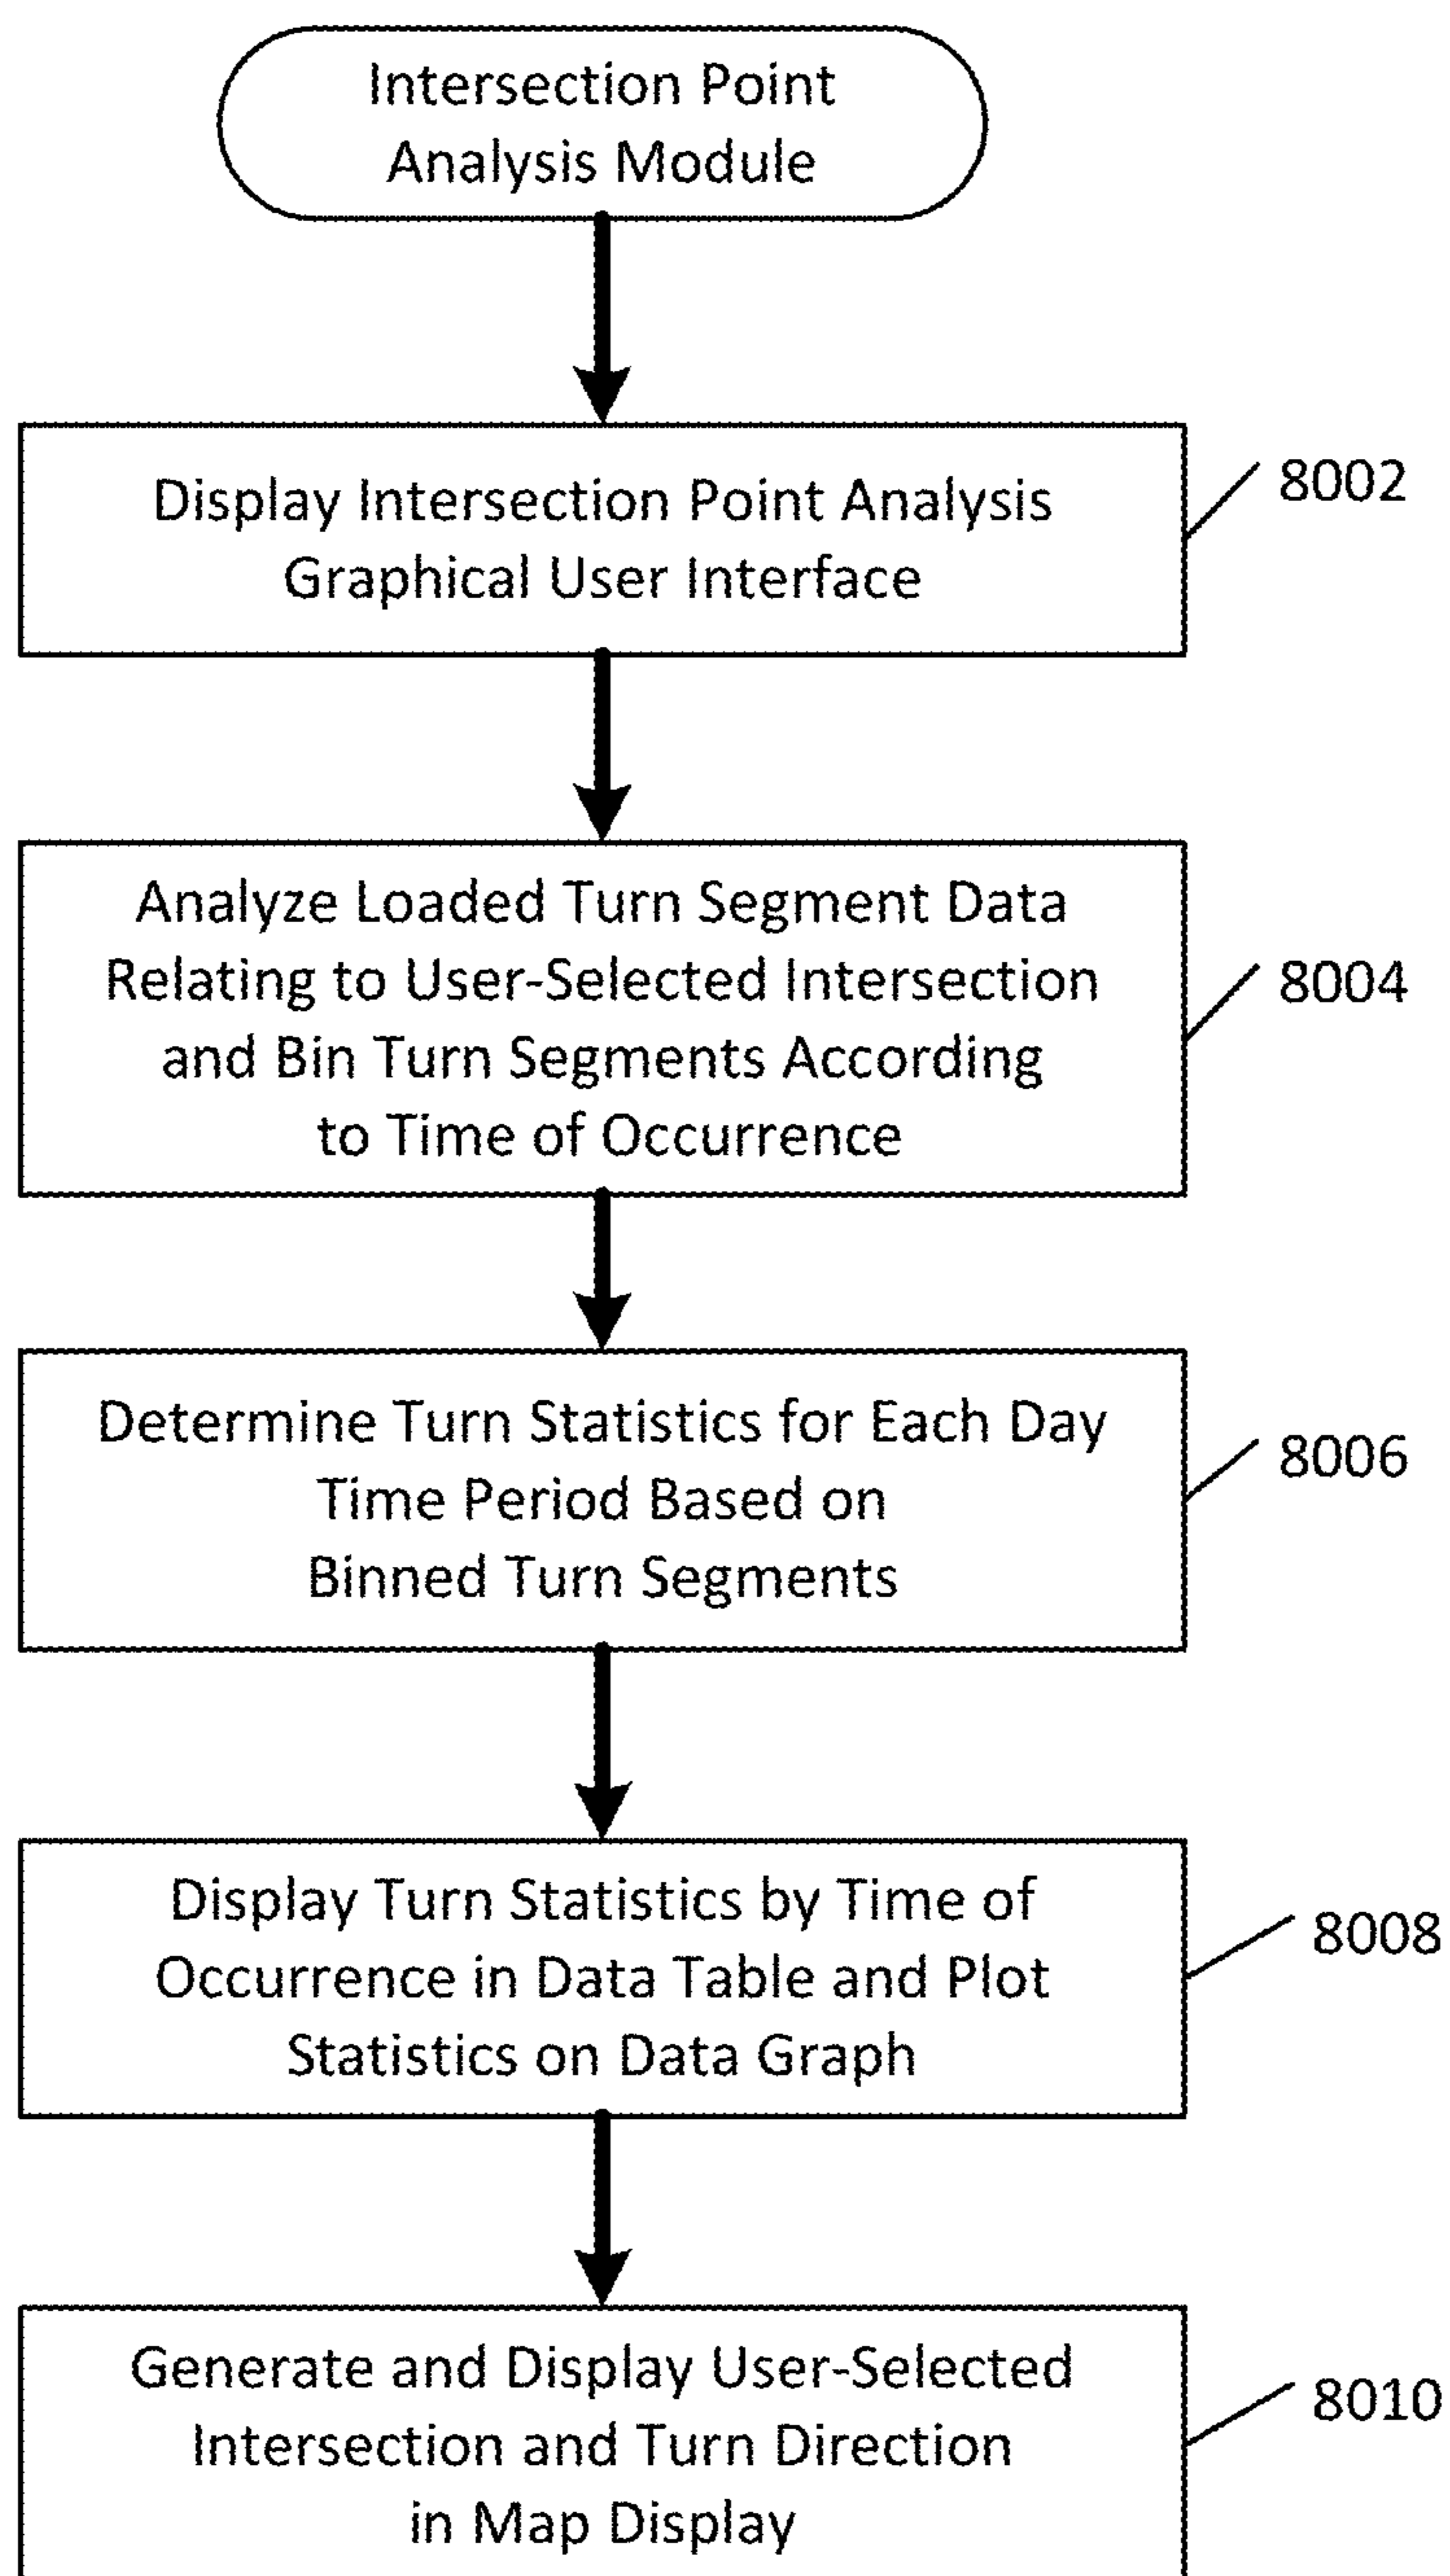 Intersection Point
Analysis Module
Display Intersection Point Analysis
Graphical User Interface
8002
Analyze Loaded Turn Segment Data
Relating to User-Selected Intersection
and Bin Turn Segments According
to Time of Occurrence
8004
Determine Turn Statistics for Each Day
Time Period Based on
Binned Turn Segments
8006
Display Turn Statistics by Time of
Occurrence in Data Table and Plot
Statistics on Data Graph
8008
Generate and Display User-Selected
Intersection and Turn Direction
in Map Display
8010